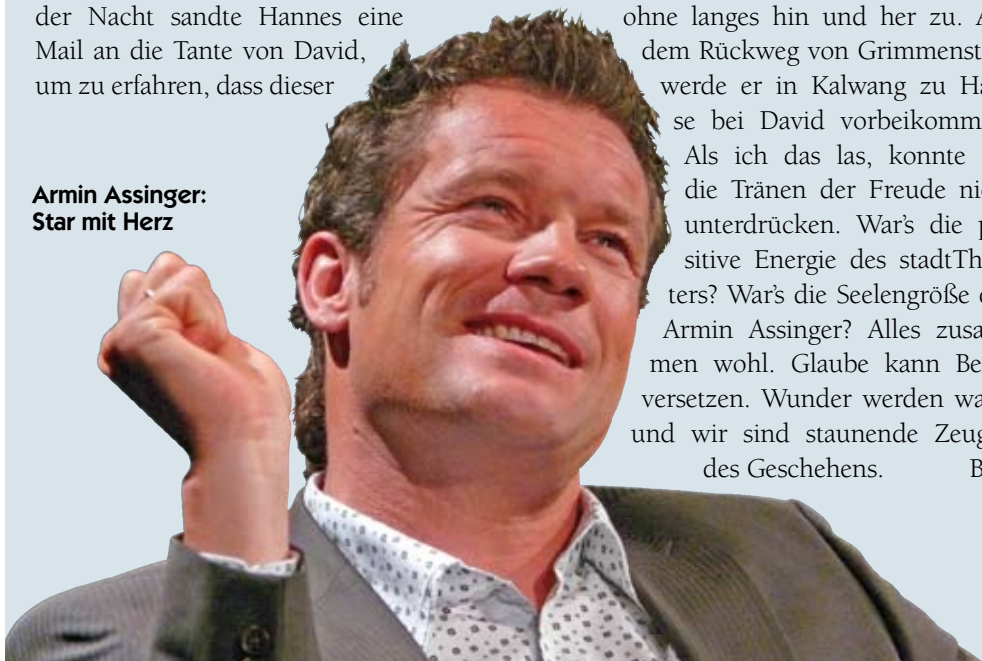 der Nacht sandte Hannes eine
Mail an die Tante von David,
um zu erfahren, dass dieser
Armin Assinger:
Star mit Herz
ohne langes hin und her zu. A
dem Rückweg von Grimmenst
werde er in Kalwang zu Ha
se bei David vorbeikomm
Als ich das las, konnte
die Tränen der Freude ni
unterdrücken. War's die p
sitive Energie des stadtTh
ters? War's die Seelengröße
Armin Assinger? Alles zusa
men wohl. Glaube kann Be
versetzen. Wunder werden wa
und wir sind staunende Zeug
des Geschehens. B